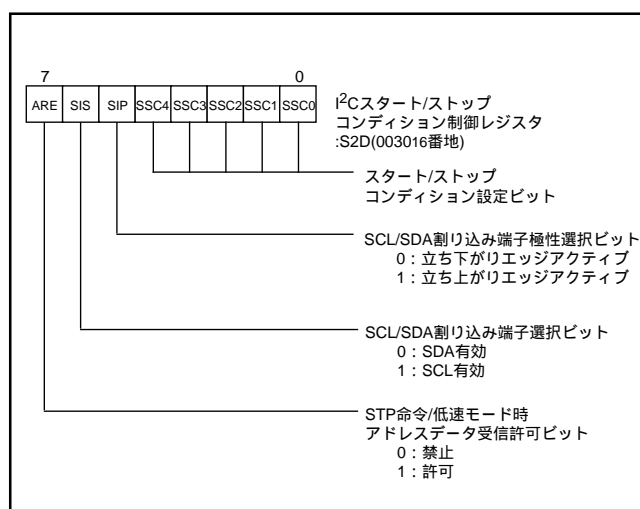 7 0
ARE SIS SIP SSC4 SSC3 SSC2 SSC1 SSC0
I2Cスタート/ストップ
コンディション制御レジスタ
:S2D(003016番地)
スタート/ストップ
コンディション設定ビット
SCL/SDA割り込み端子極性選択ビット
0:立ち下がりエッジアクティブ
1:立ち上がりエッジアクティブ
SCL/SDA割り込み端子選択ビット
0:SDA有効
1:SCL有効
STP命令/低速モード時
アドレスデータ受信許可ビット
0:禁止
1:許可